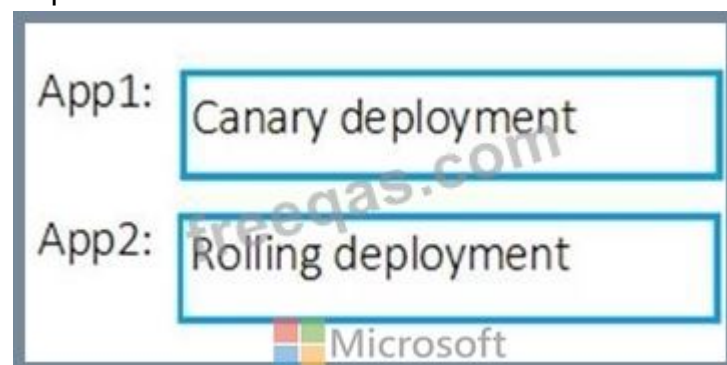 App1:
Canary deployment
freeqas.com
App2:
Rolling deployment
Microsoft